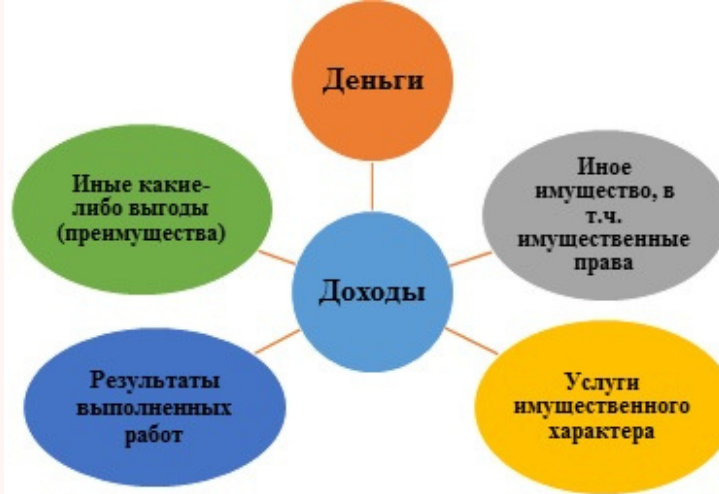 Деньги
Иные какие-
либо выгоды
(преимущества)
Иное
имущество, в
т.ч.
имущественные
права
Доходы
Результаты
выполненных
работ
Услуги
имущественного
характера